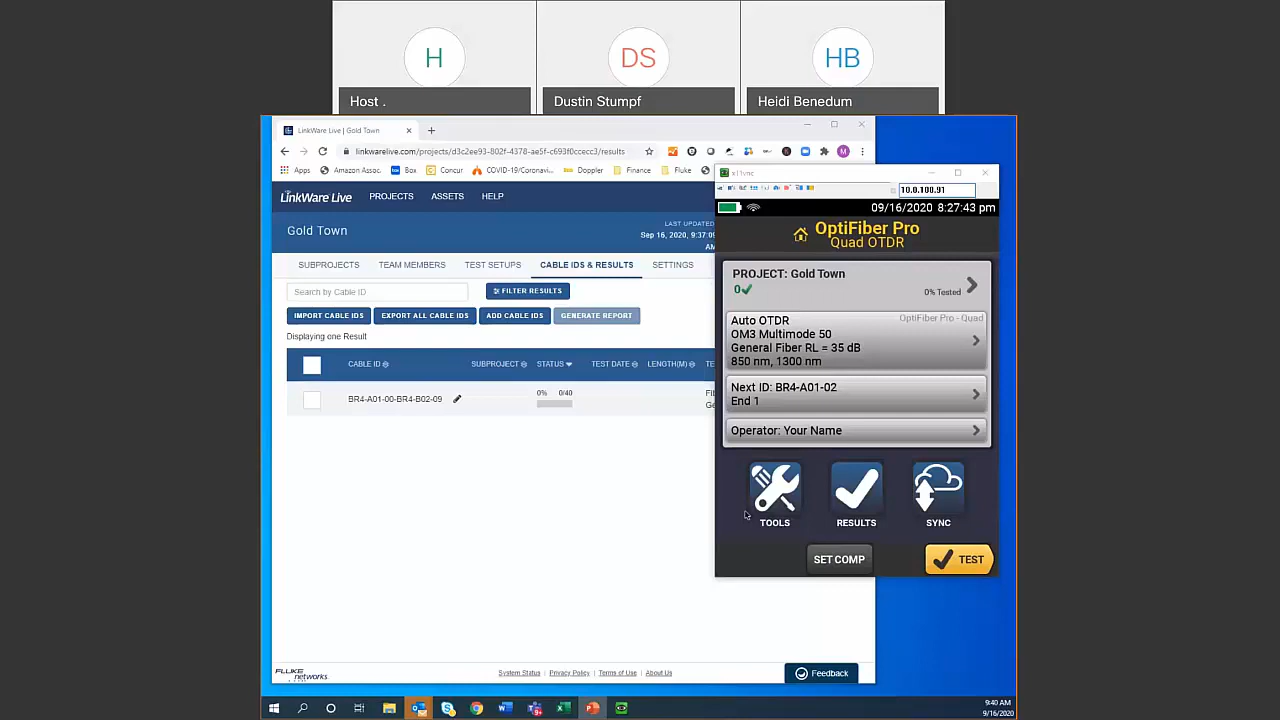 H
DS
HB
Host .
Dustin Stumpf
Heidi Benedum
LinkWare Live | Gold Town
linkwarelive.com/projects/d3c2ee93-802f-4378-ae5f-c693f0ccecc3/results
M
Apps
Amazon Assoc.
Box
Concur
COVID-19/Coronavi...
Doppler
Finance
Fluke
LinkWare Live
PROJECTS
ASSETS
HELP
Gold Town
LAST UPDATED
Sep 16, 2020, 9:37:09
AM
SUBPROJECTS
TEAM MEMBERS
TEST SETUPS
CABLE IDS & RESULTS
SETTINGS
Search by Cable ID
FILTER RESULTS
IMPORT CABLE IDS
EXPORT ALL CABLE IDS
ADD CABLE IDS
GENERATE REPORT
Displaying one Result
CABLE ID
SUBPROJECT
STATUS
TEST DATE
LENGTH(M)
TE
BR4-A01-00-BR4-B02-09
0%
0/40
Fil
Ge
10.0.100.91
09/16/2020 8:27:43 pm
OptiFiber Pro
Quad OTDR
PROJECT: Gold Town
0
0% Tested
Auto OTDR
OptiFiber Pro - Quad
OM3 Multimode 50
General Fiber RL = 35 dB
850 nm, 1300 nm
Next ID: BR4-A01-02
End 1
Operator: Your Name
TOOLS
RESULTS
SYNC
SET COMP
TEST
FLUKE
networks
System Status
Privacy Policy
Terms of Use
About Us
Feedback
9:40 AM
9/16/2020